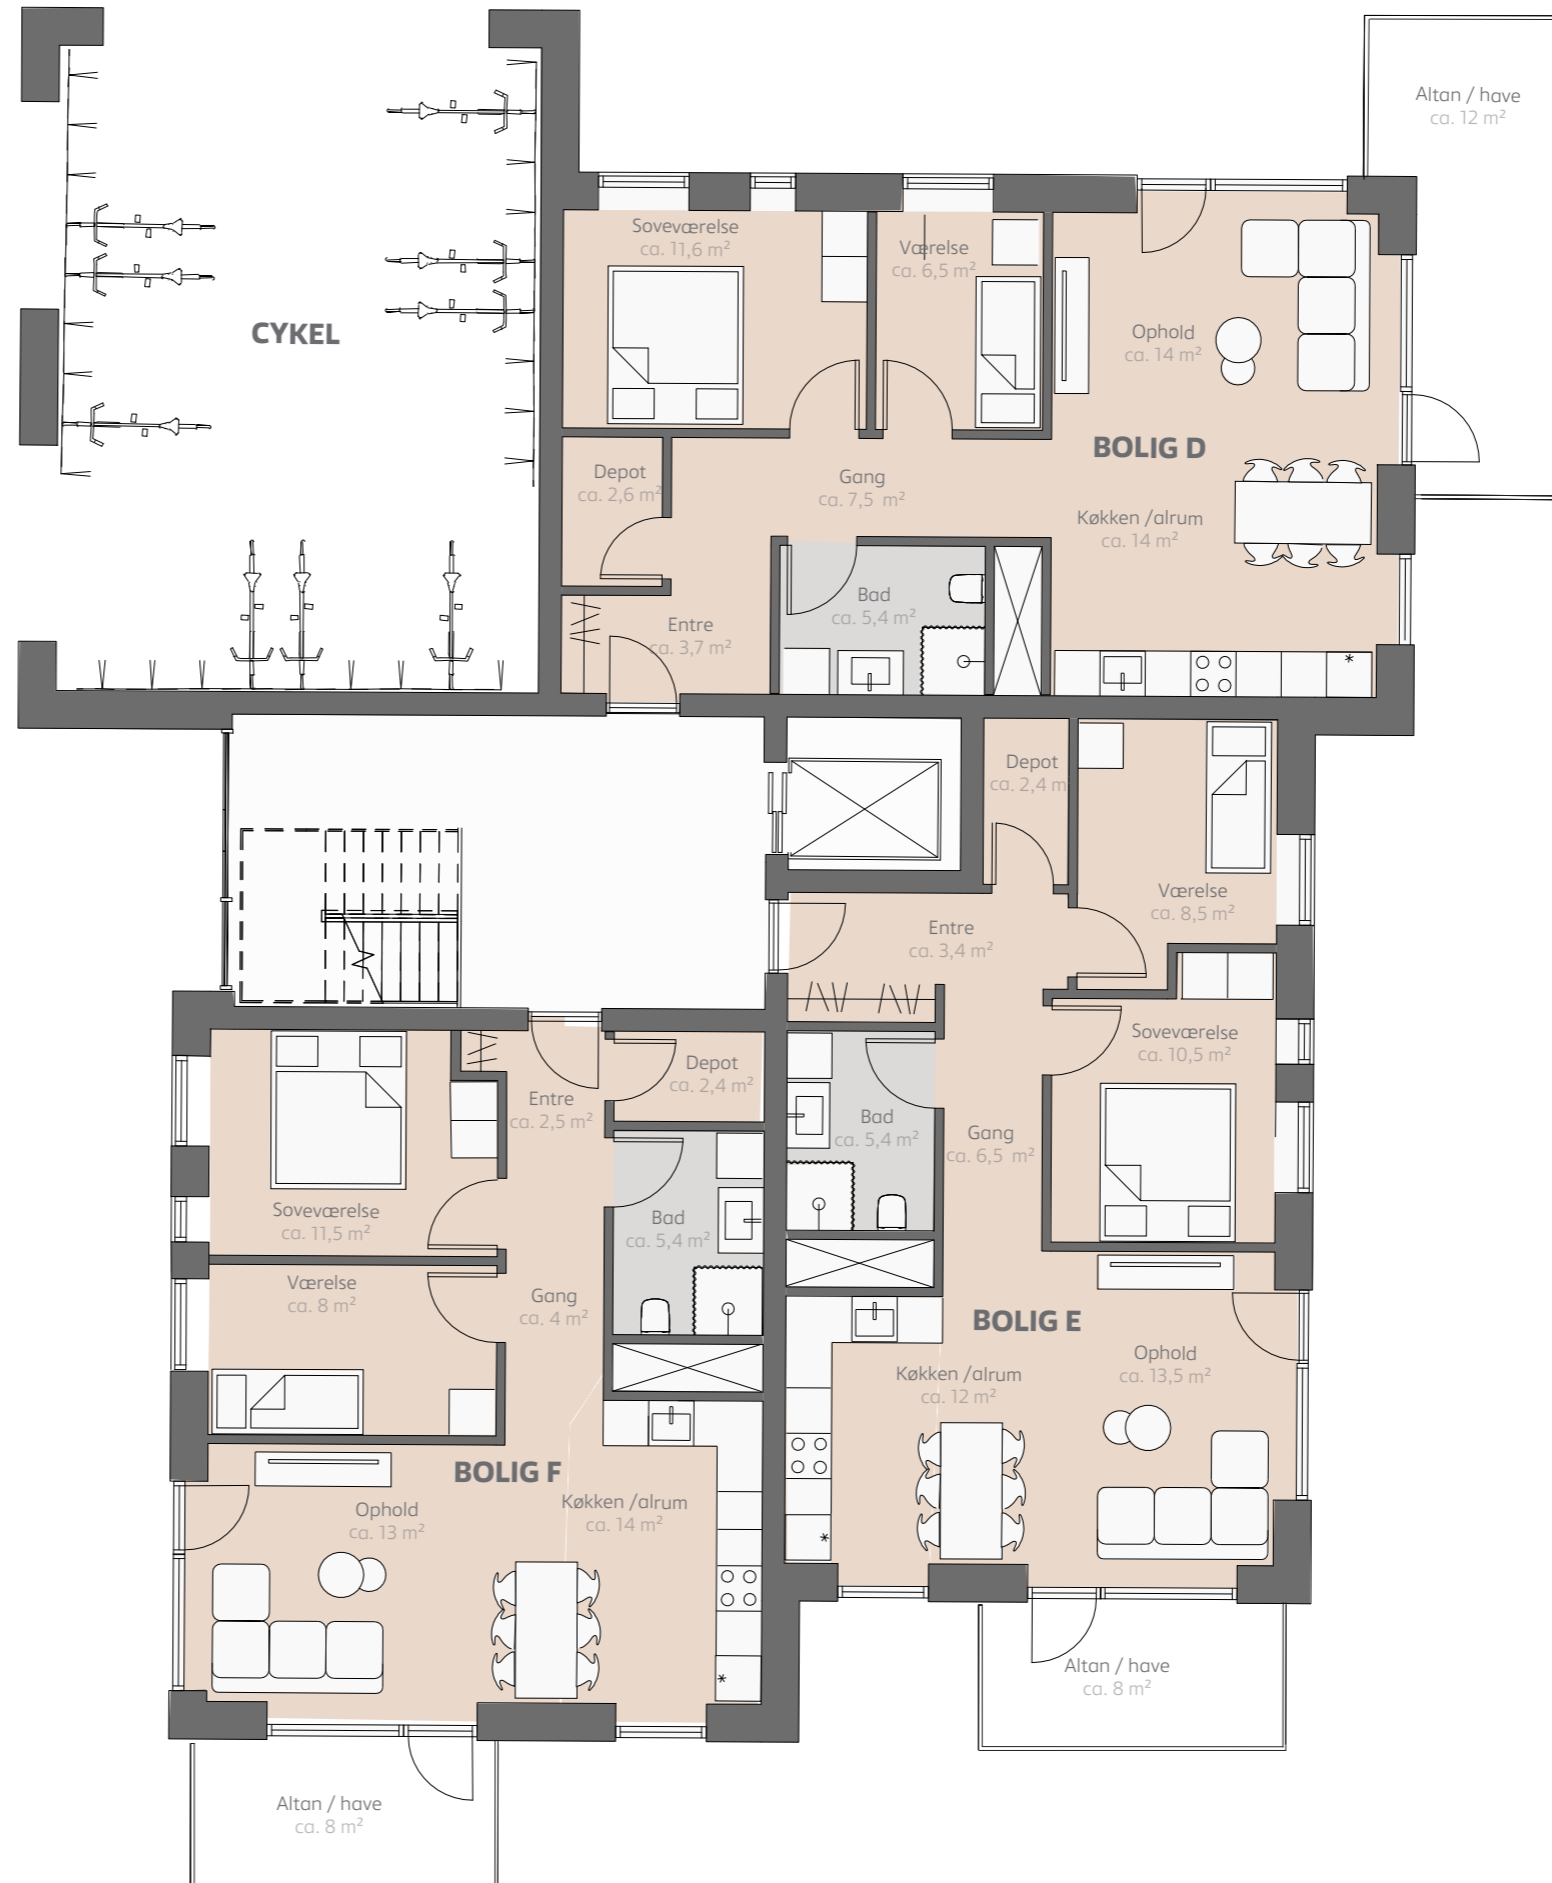 Altan / have
ca. 12 m²
Soveværelse
ca. 11,6 m²
Værelse
ca. 6,5 m²
CYKEL
Ophold
ca. 14 m²
BOLIG D
Depot
ca. 2,6 m²
Gang
ca. 7,5 m²
Køkken /alrum
ca. 14 m²
Bad
ca. 5,4 m²
Entre
ca. 3,7 m²
*
Depot
ca. 2,4 m
Værelse
ca. 8,5 m²
Entre
ca. 3,4 m²
Soveværelse
ca. 10,5 m²
Depot
ca. 2,4 m²
Entre
ca. 2,5 m²
Bad
ca. 5,4 m²
Gang
ca. 6,5 m²
Soveværelse
ca. 11,5 m²
Bad
ca. 5,4 m²
Værelse
ca. 8 m²
Gang
ca. 4 m²
BOLIG E
Ophold
ca. 13,5 m²
Køkken /alrum
ca. 12 m²
*
BOLIG F
Ophold
ca. 13 m²
Køkken /alrum
ca. 14 m²
*
Altan / have
ca. 8 m²
Altan / have
ca. 8 m²